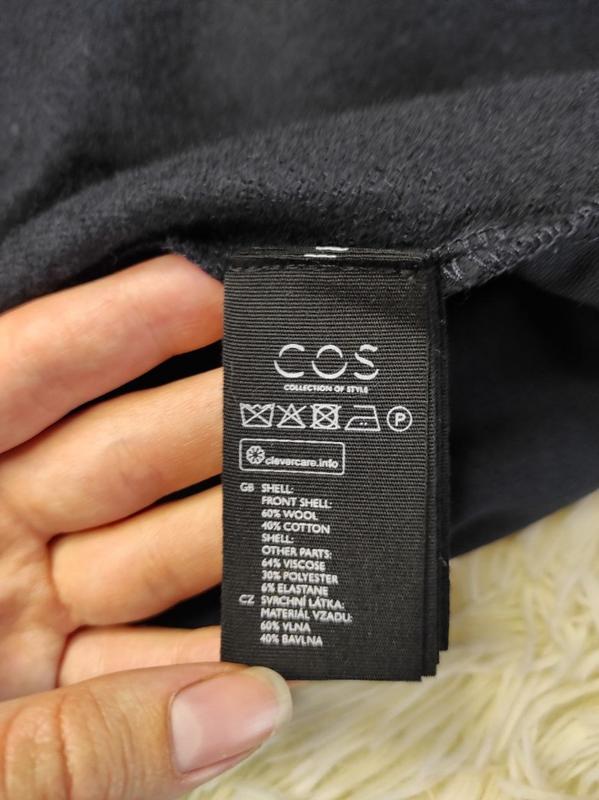 COS
COLLECTION OF STYLE
P
clevercare.info
GB SHELL:
FRONT SHELL:
60% WOOL
40% COTTON
SHELL:
OTHER PARTS:
64% VISCOSE
30% POLYESTER
6% ELASTANE
CZ SVRCHNÍ LÁTKA:
MATERIÁL VZADU:
60% VLNA
40% BAVLNA